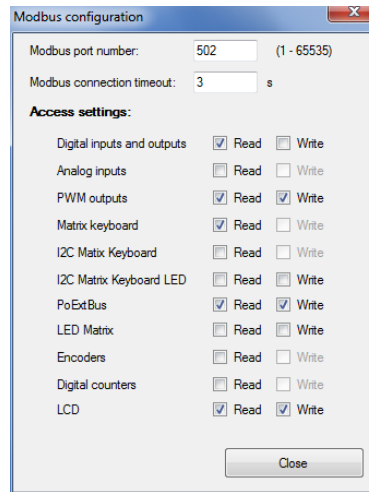 Modbus configuration
Modbus port number: 502 (1 - 65535)
Modbus connection timeout: 3 s
Access settings:
Digital inputs and outputs Read Write
Analog inputs Read Write
PWM outputs Read Write
Matrix keyboard Read Write
I2C Matix Keyboard Read Write
I2C Matrix Keyboard LED Read Write
PoExtBus Read Write
LED Matrix Read Write
Encoders Read Write
Digital counters Read Write
LCD Read Write
Close